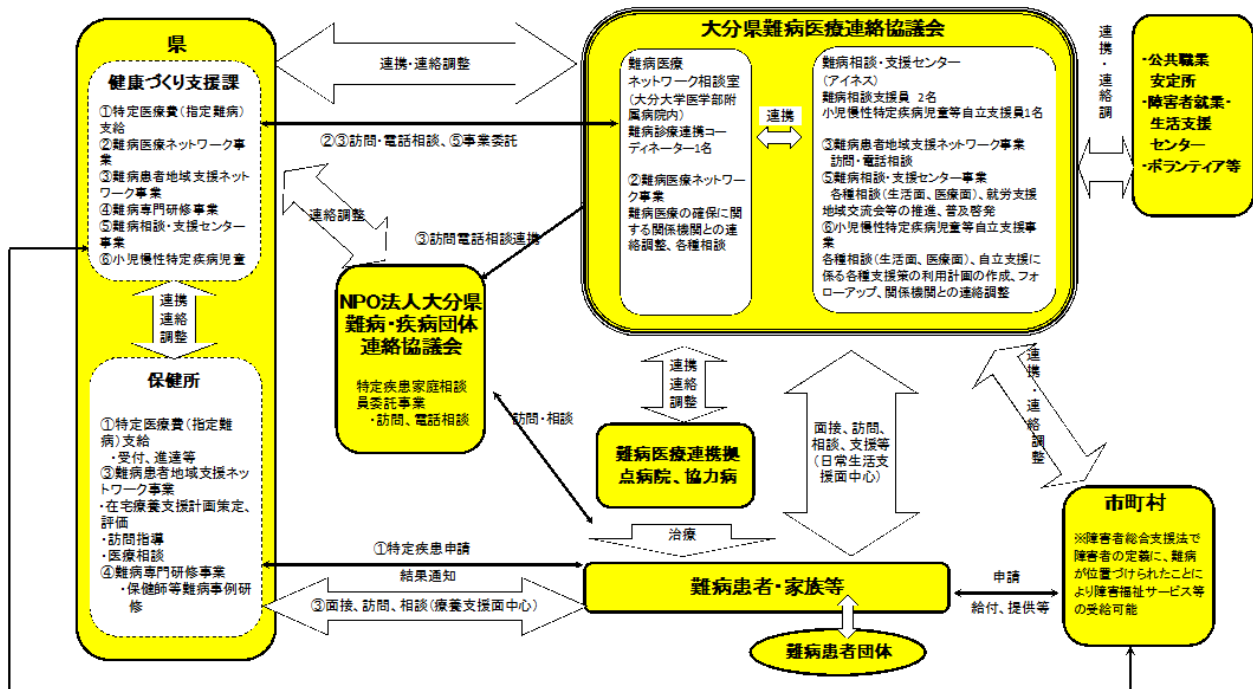 県
健康づくり支援課
①特定医療費（指定難病）
支給
②難病医療ネットワーク事
業
③難病患者地域支援ネット
ワーク事業
④難病専門研修事業
⑤難病相談・支援センター
事業
⑥小児慢性特定疾病児童
連携
連絡
調整
保健所
①特定医療費（指定難
病）支給
・受付、進達等
③難病患者地域支援ネッ
トワーク事業
・在宅療養支援計画策定、
評価
・訪問指導
・医療相談
④難病専門研修事業
・保健師等難病事例研
修
連携・連絡調整
②③訪問・電話相談、⑤事業委託
連絡調整
③訪問電話相談連携
NPO法人大分県
難病・疾病団体
連絡協議会
特定疾患家庭相談
員委託事業
・訪問、電話相談
訪問・相談
大分県難病医療連絡協議会
難病医療
ネットワーク相談室
（大分大学医学部附
属病院内）
難病診療連携コー
ディネーター1名
②難病医療ネットワー
ク事業
難病医療の確保に関
する関係機関との連
絡調整、各種相談
連携
難病相談・支援センター
（アイネス）
難病相談支援員 2名
小児慢性特定疾病児童等自立支援員1名
③難病患者地域支援ネットワーク事業
訪問・電話相談
⑤難病相談・支援センター事業
各種相談（生活面、医療面）、就労支援
地域交流会等の推進、普及啓発
⑥小児慢性特定疾病児童等自立支援事
業
各種相談（生活面、医療面）、自立支援に
係る各種支援策の利用計画の作成、フォ
ローアップ、関係機関との連絡調整
連携・連絡調
・公共職業
安定所
・障害者就業・
生活支援
センター
・ボランティア等
連携
連絡
調整
難病医療連携拠
点病院、協力病
治療
面接、訪問、
相談、支援等
（日常生活支
援面中心）
連携・連絡調整
市町村
※障害者総合支援法で
障害者の定義に、難病
が位置づけられたことに
より障害福祉サービス等
の受給可能
①特定疾患申請
結果通知
③面接、訪問、相談（療養支援面中心）
難病患者・家族等
申請
給付、提供等
難病患者団体